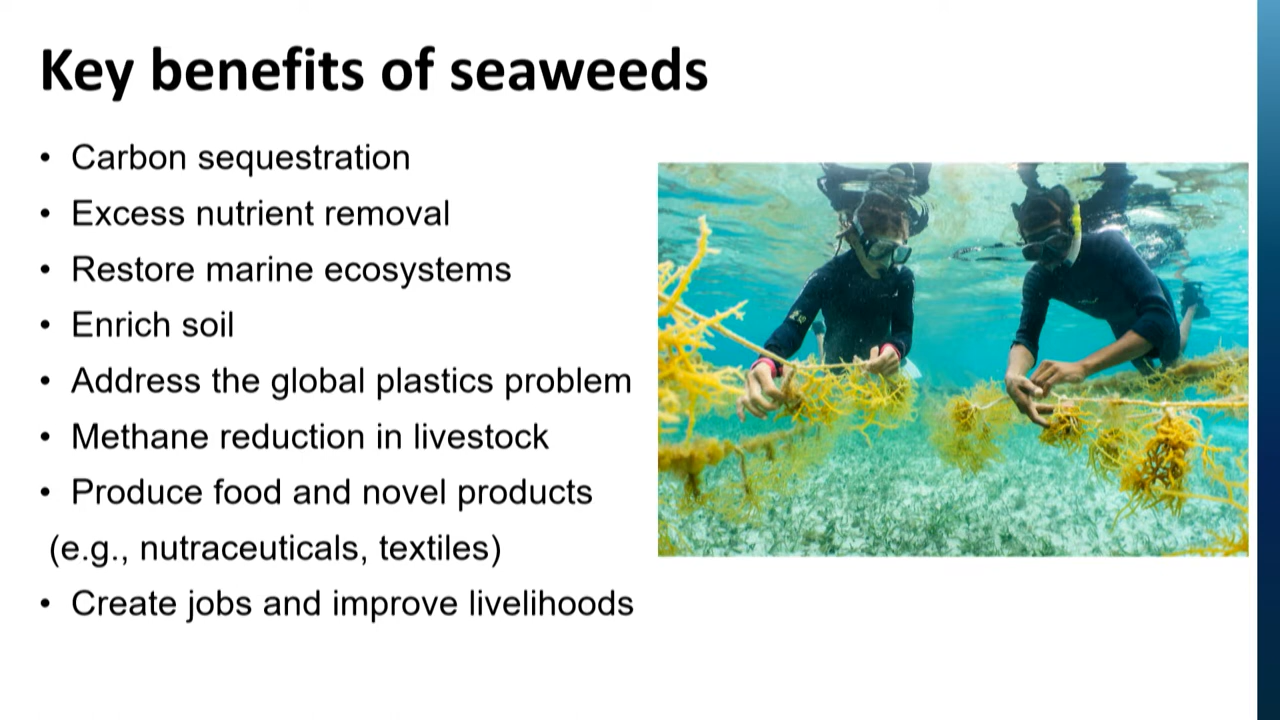 Key benefits of seaweeds
• Carbon sequestration
• Excess nutrient removal
• Restore marine ecosystems
• Enrich soil
• Address the global plastics problem
• Methane reduction in livestock
• Produce food and novel products
(e.g., nutraceuticals, textiles)
• Create jobs and improve livelihoods